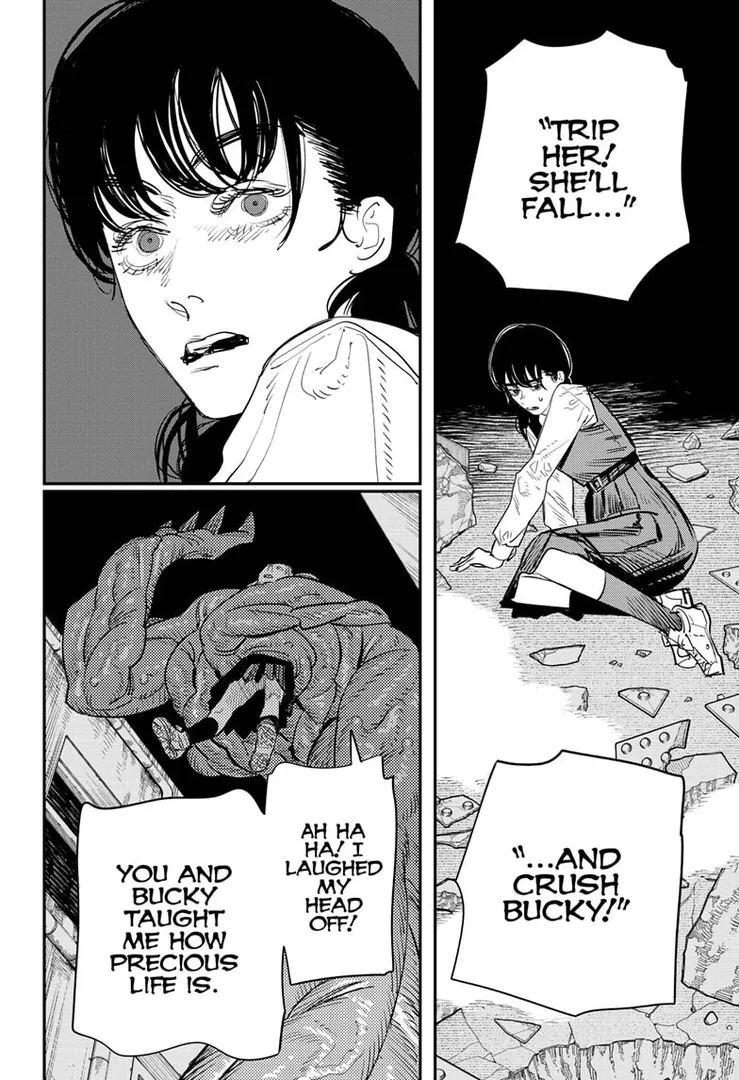 "TRIP
HER!
SHE'LL
FALL..."
"...AND
CRUSH
BUCKY!"
AH HA
HA! I
LAUGHED
MY
HEAD
OFF!
YOU AND
BUCKY
TAUGHT
ME HOW
PRECIOUS
LIFE IS.